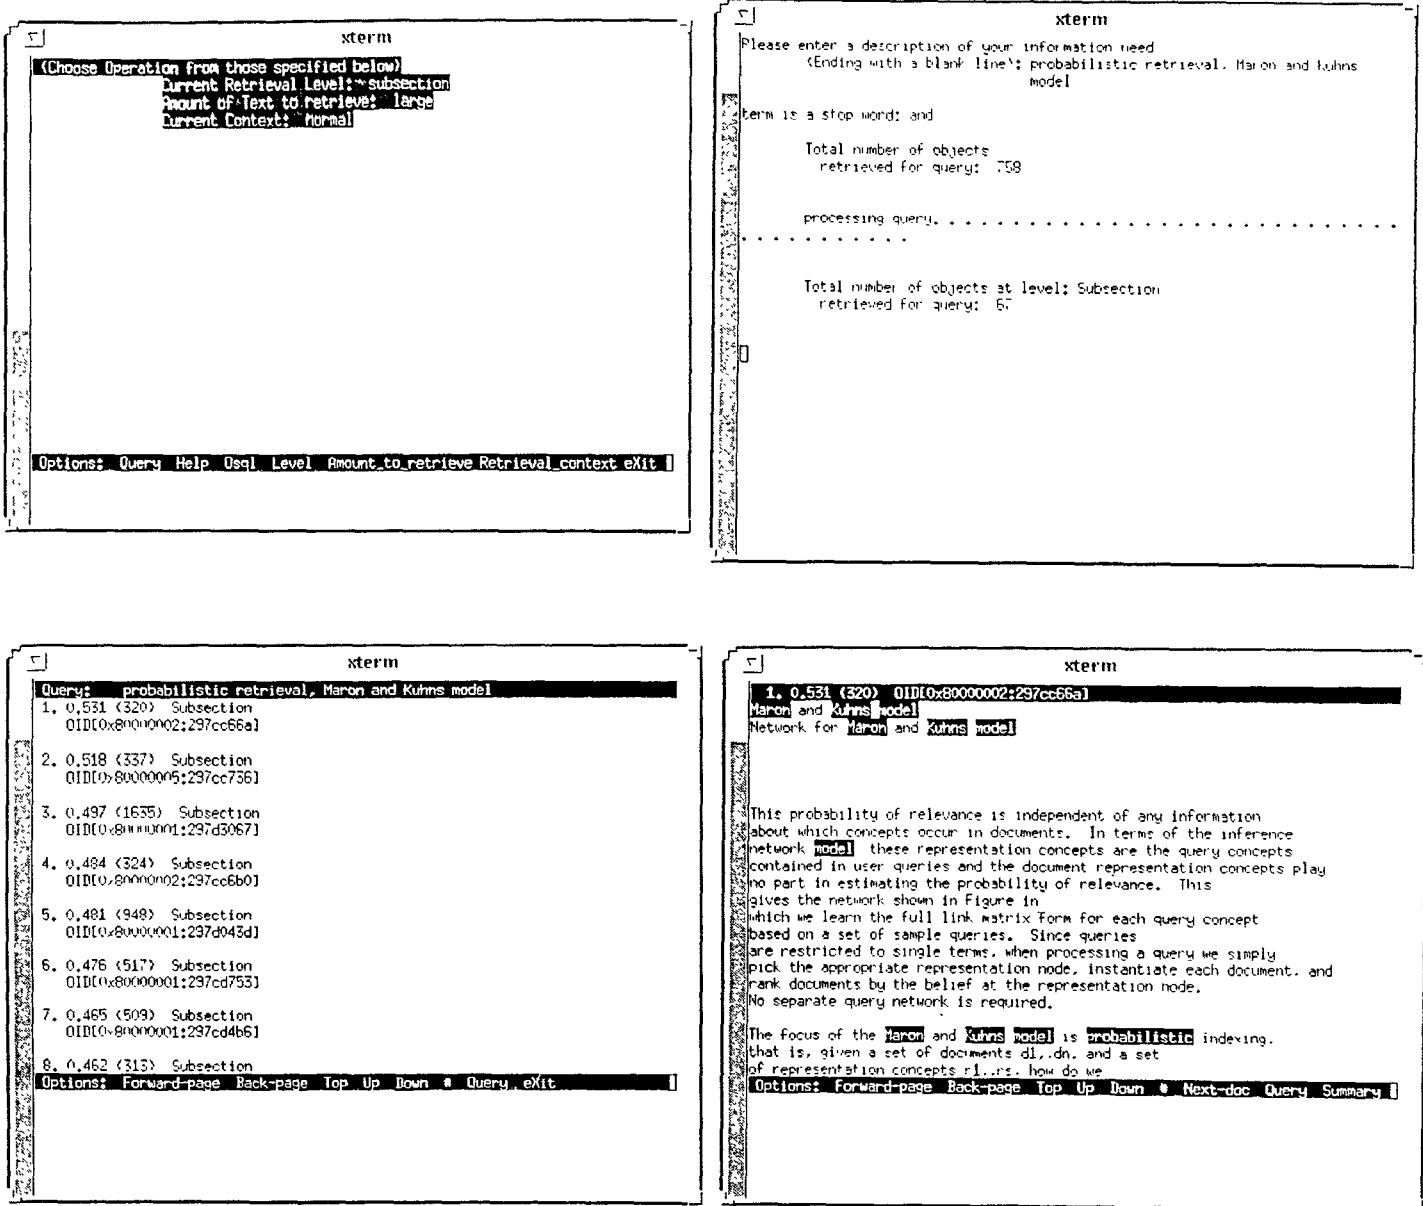 xterm
(Choose Operation from those specified below)
Current Retrieval Level: subsection
Amount of Text to retrieve: large
Current Context: Normal
Options: Query Help Osql Level Amount_to_retrieve Retrieval_context eXit
xterm
Please enter a description of your information need
(Ending with a blank line): probabilistic retrieval, Maron and Kuhns
model
term is a stop word: and
Total number of objects
retrieved for query: 758
processing query. . . . . . . . . . . . . . . . . . . . . . . . . . . . . .
. . . . . . . . . . . .
Total number of objects at level: Subsection
retrieved for query:
xterm
Query: probabilistic retrieval, Maron and Kuhns model
1. 0.531 (320) Subsection
OID[0x80000002:297cc66a]
2. 0.518 (337) Subsection
OID[0x80000005:297cc736]
3. 0.497 (1635) Subsection
OID[0x80000001:297d3067]
4. 0.484 (324) Subsection
OID[0x80000002:297cc6b0]
5. 0.481 (948) Subsection
OID[0x80000001:297d043d]
6. 0.476 (517) Subsection
OID[0x80000001:297cd753]
7. 0.465 (509) Subsection
OID[0x80000001:297cd4b6]
8. 0.462 (313) Subsection
Options: Forward-page Back-page Top Up Down # Query eXit
xterm
1. 0.531 (320) OID[0x80000002:297cc66a]
Maron and Kuhns model
Network for Maron and Kuhns model
This probability of relevance is independent of any information
about which concepts occur in documents. In terms of the inference
network model these representation concepts are the query concepts
contained in user queries and the document representation concepts play
no part in estimating the probability of relevance. This
gives the network shown in Figure in
which we learn the full link matrix form for each query concept
based on a set of sample queries. Since queries
are restricted to single terms, when processing a query we simply
pick the appropriate representation node, instantiate each document, and
rank documents by the belief at the representation node.
No separate query network is required.
The focus of the Maron and Kuhns model is probabilistic indexing,
that is, given a set of documents d1,.dn, and a set
of representation concepts r1..rs, how do we
Options: Forward-page Back-page Top Up Down # Next-doc Query Summary